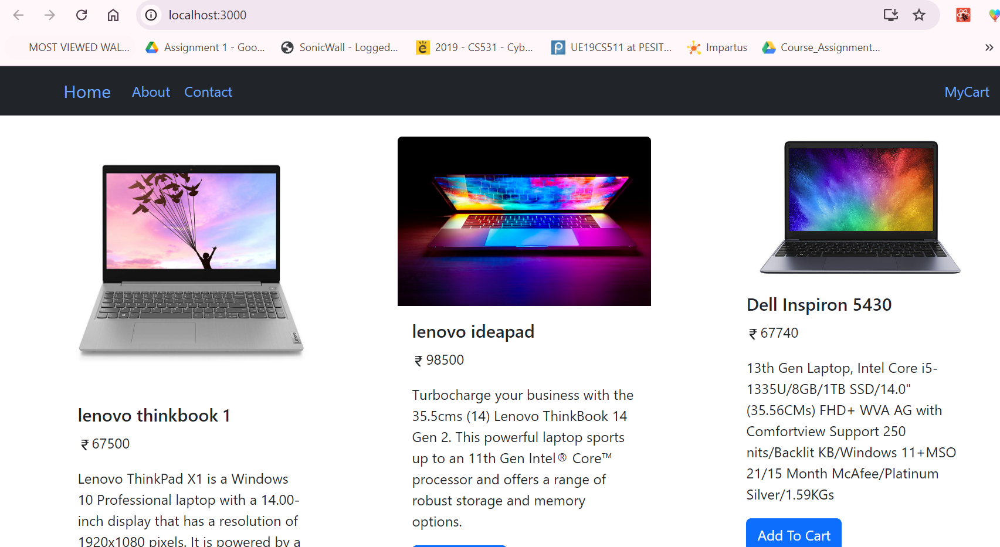 localhost:3000
MOST VIEWED WAL...
Assignment 1 - Goo...
SonicWall - Logged...
2019 - CS531 - Cyb...
UE19CS511 at PESIT...
Impartus
Course_Assignment...
»
Home
About
Contact
MyCart
lenovo thinkbook 1
₹ 67500
Lenovo ThinkPad X1 is a Windows
10 Professional laptop with a 14.00-
inch display that has a resolution of
1920x1080 pixels. It is powered by a
lenovo ideapad
₹ 98500
Turbocharge your business with the
35.5cms (14) Lenovo ThinkBook 14
Gen 2. This powerful laptop sports
up to an 11th Gen Intel® Core™
processor and offers a range of
robust storage and memory
options.
Dell Inspiron 5430
₹ 67740
13th Gen Laptop, Intel Core i5-
1335U/8GB/1TB SSD/14.0"
(35.56CMs) FHD+ WVA AG with
Comfortview Support 250
nits/Backlit KB/Windows 11+MSO
21/15 Month McAfee/Platinum
Silver/1.59KGs
Add To Cart